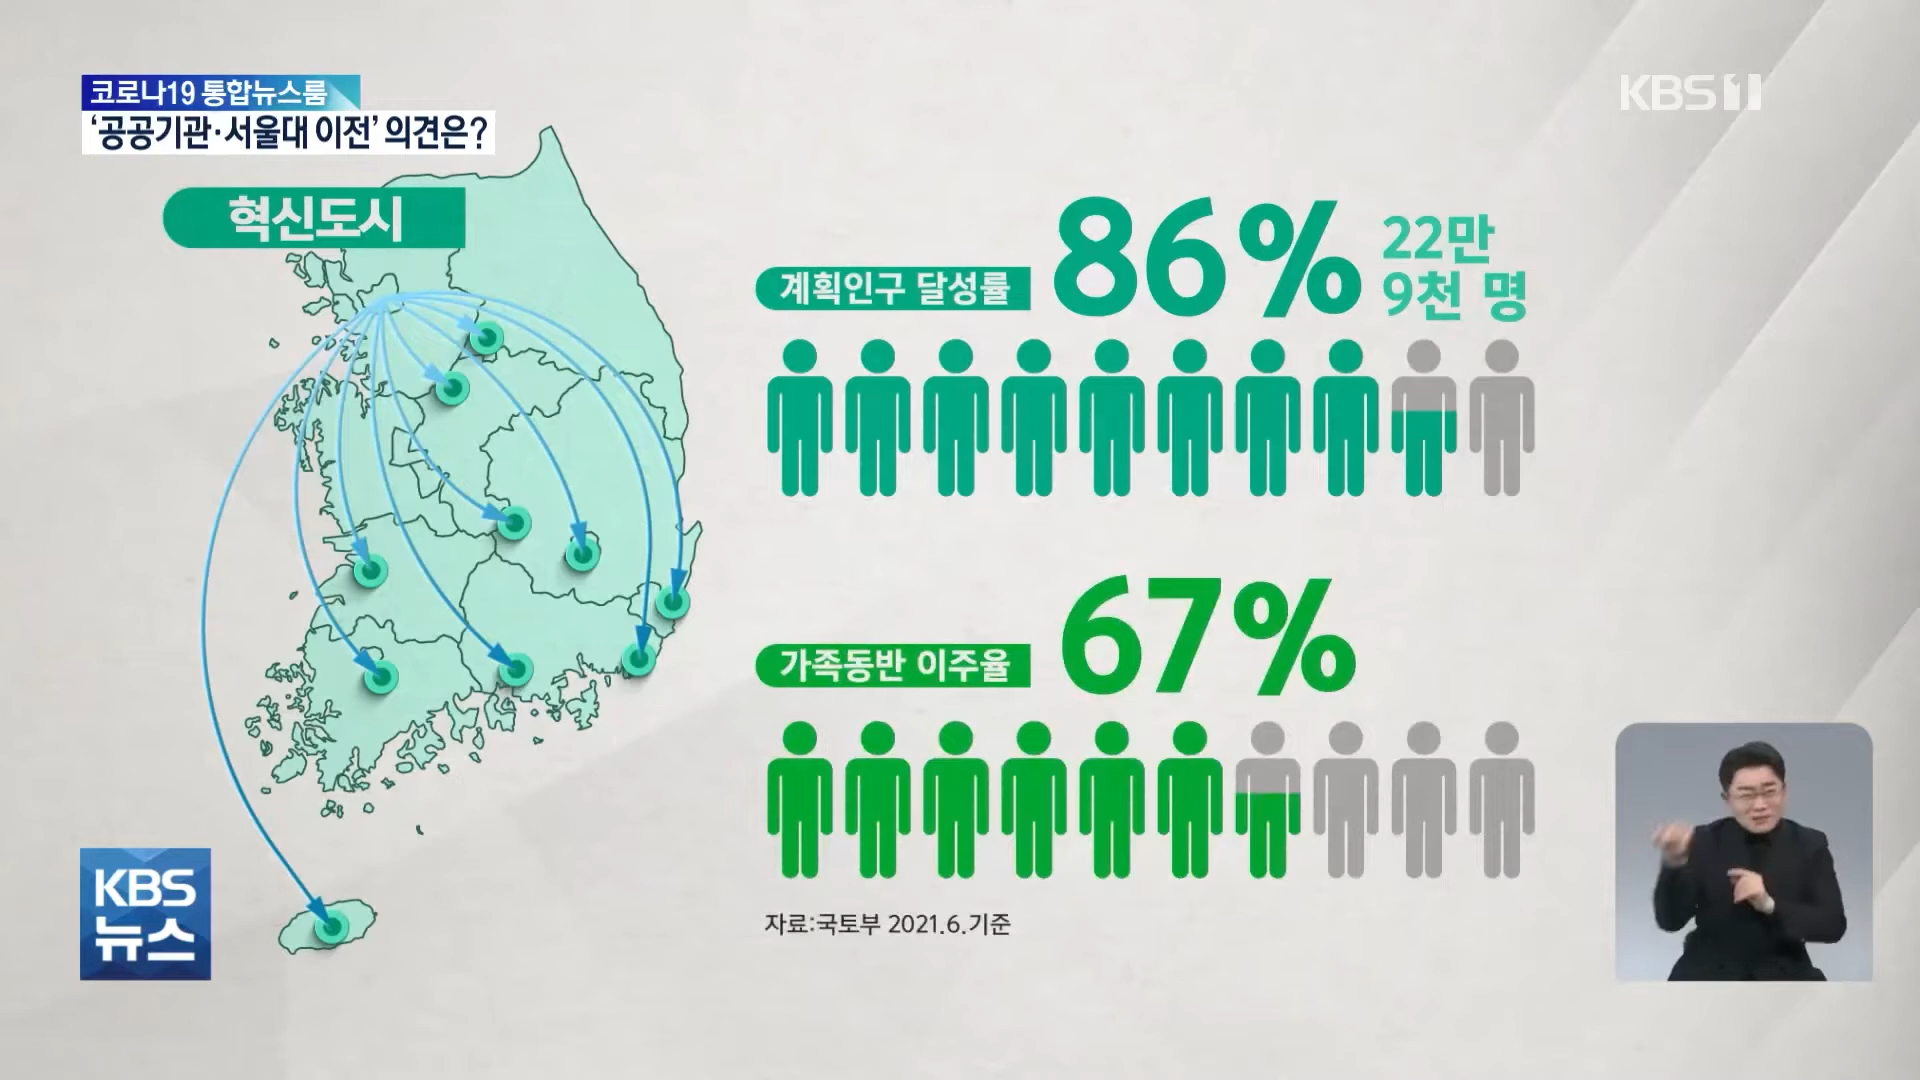 코로나19 통합뉴스룸
‘공공기관·서울대 이전’ 의견은?
KBS 1
혁신도시
계획인구 달성률
86%
22만
9천 명
가족동반 이주율
67%
자료:국토부 2021.6.기준
KBS
뉴스